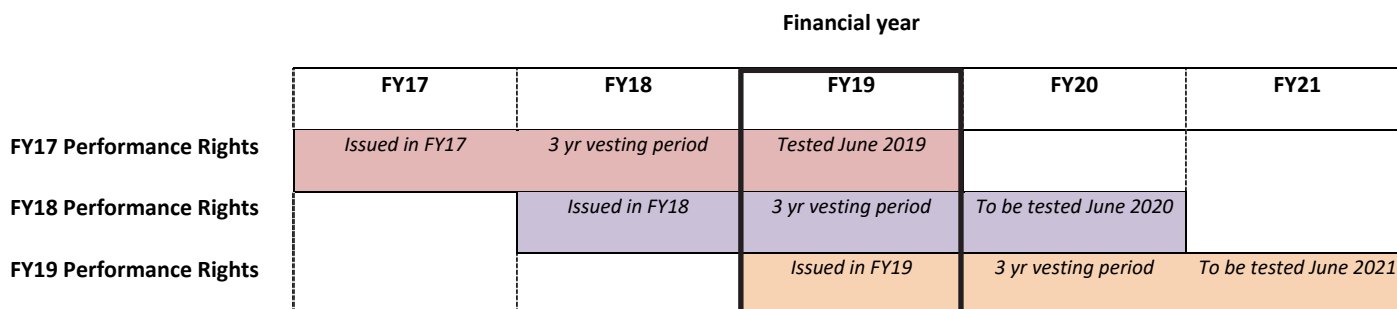 Financial year
FY17 FY18 FY19 FY20 FY21
FY17 Performance Rights Issued in FY17 3 yr vesting period Tested June 2019
FY18 Performance Rights Issued in FY18 3 yr vesting period To be tested June 2020
FY19 Performance Rights Issued in FY19 3 yr vesting period To be tested June 2021